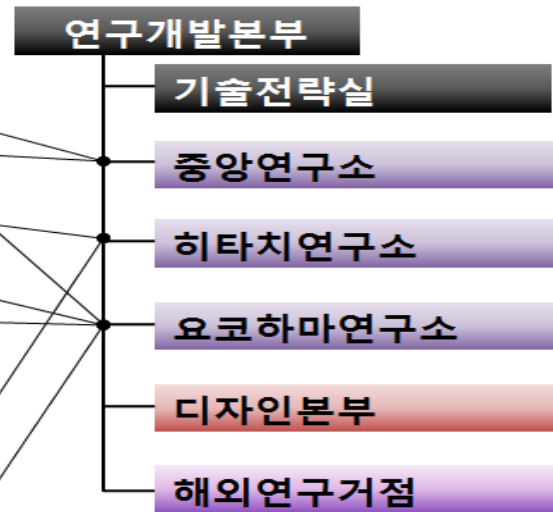 연구개발본부
기술전략실
중앙연구소
히타치연구소
요코하마연구소
디자인본부
해외연구거점